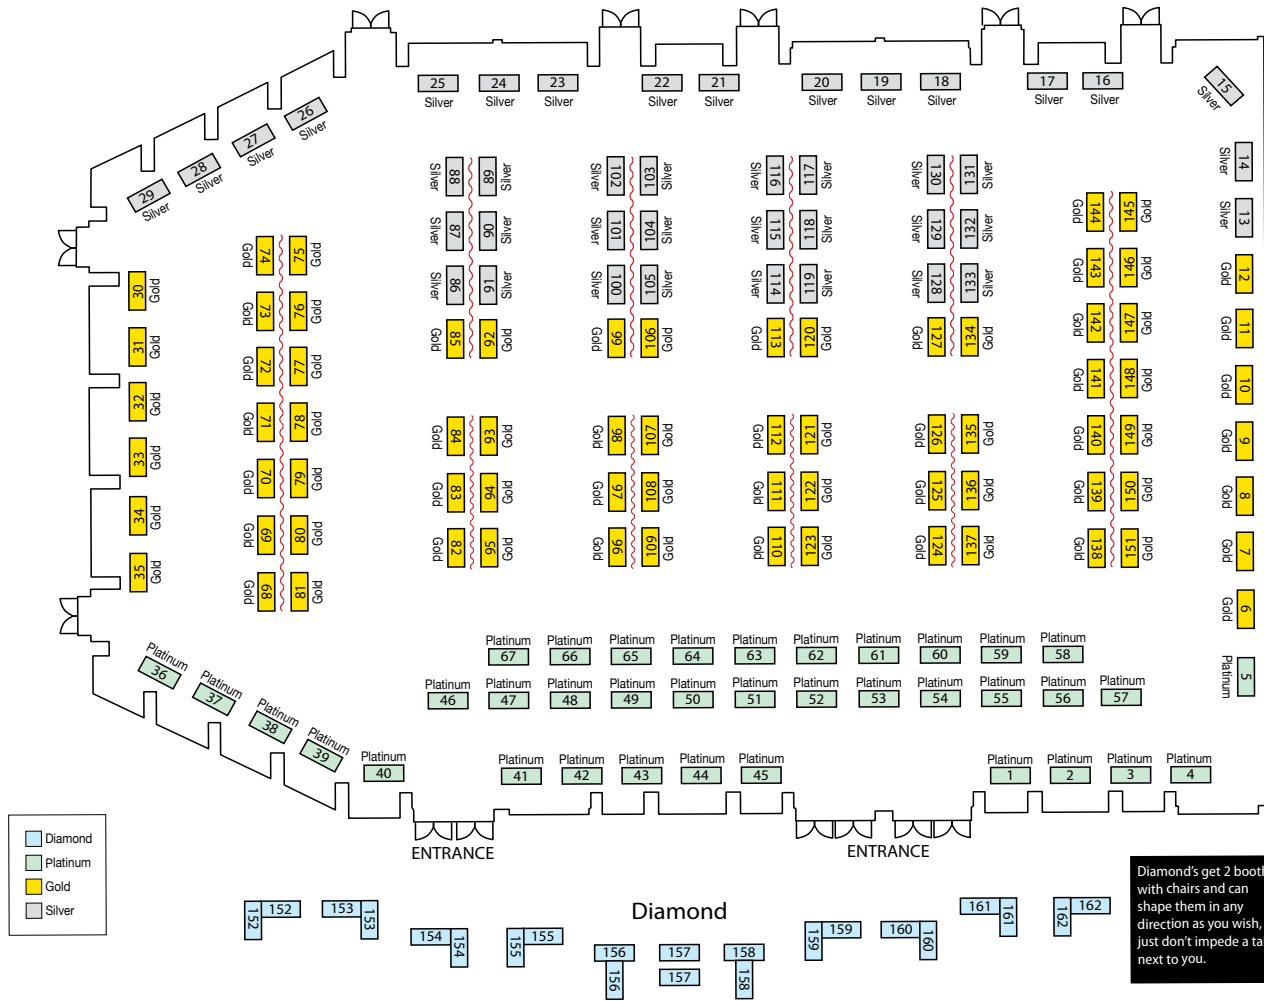 25 24 23 22 21 20 19 18 17 16
Silver Silver Silver Silver Silver Silver Silver Silver Silver Silver
15 Silver
26 Silver
27 Silver
28 Silver
29 Silver
14 Silver
13 Silver
12 Gold
11 Gold
10 Gold
9 Gold
8 Gold
7 Gold
6 Gold
5 Platinum
30 Gold
31 Gold
32 Gold
33 Gold
34 Gold
35 Gold
Gold 74 75 Gold
Gold 73 76 Gold
Gold 72 77 Gold
Gold 71 78 Gold
Gold 70 79 Gold
Gold 69 80 Gold
Gold 68 81 Gold
Silver 88 89 Silver
Silver 87 90 Silver
Silver 86 91 Silver
Gold 85 92 Gold
Gold 84 93 Gold
Gold 83 94 Gold
Gold 82 95 Gold
Silver 102 103 Silver
Silver 101 104 Silver
Silver 100 105 Silver
Gold 99 106 Gold
Gold 98 107 Gold
Gold 97 108 Gold
Gold 96 109 Gold
Silver 116 117 Silver
Silver 115 118 Silver
Silver 114 119 Silver
Gold 113 120 Gold
Gold 112 121 Gold
Gold 111 122 Gold
Gold 110 123 Gold
Silver 130 131 Silver
Silver 129 132 Silver
Silver 128 133 Silver
Gold 127 134 Gold
Gold 126 135 Gold
Gold 125 136 Gold
Gold 124 137 Gold
Gold 144 145 Gold
Gold 143 146 Gold
Gold 142 147 Gold
Gold 141 148 Gold
Gold 140 149 Gold
Gold 139 150 Gold
Gold 138 151 Gold
Platinum Platinum Platinum Platinum Platinum Platinum Platinum Platinum Platinum Platinum
67 66 65 64 63 62 61 60 59 58
Platinum Platinum Platinum Platinum Platinum Platinum Platinum Platinum Platinum Platinum Platinum Platinum
46 47 48 49 50 51 52 53 54 55 56 57
Platinum 36
Platinum 37
Platinum 38
Platinum 39
Platinum Platinum Platinum Platinum Platinum Platinum Platinum Platinum Platinum Platinum
40 41 42 43 44 45 1 2 3 4
ENTRANCE ENTRANCE
Diamond
Platinum
Gold
Silver
Diamond
152 152
153 153
154 154
155 155
156 156
157
157
158 158
159 159
160 160
161 161
162 162
Diamond's get 2 booth
with chairs and can
shape them in any
direction as you wish,
just don't impede a ta
next to you.